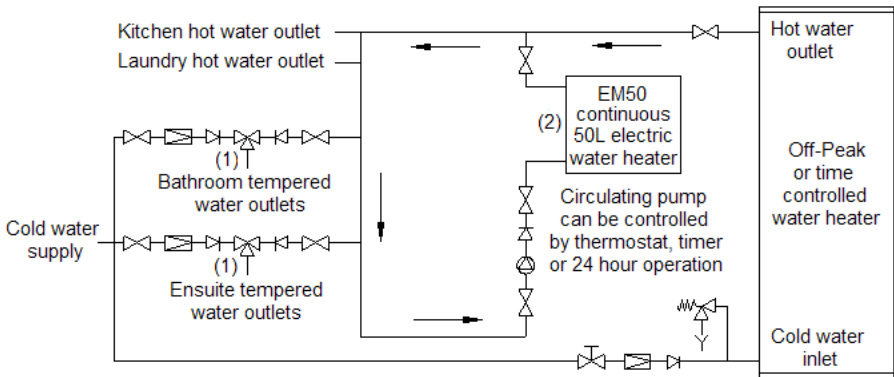 Kitchen hot water outlet
Laundry hot water outlet
Hot water
outlet
EM50
continuous
50L electric
water heater
(2)
(1)
Bathroom tempered
water outlets
Off-Peak
or time
controlled
water heater
Circulating pump
can be controlled
by thermostat, timer
or 24 hour operation
Cold water
supply
(1)
Ensuite tempered
water outlets
Cold water
inlet